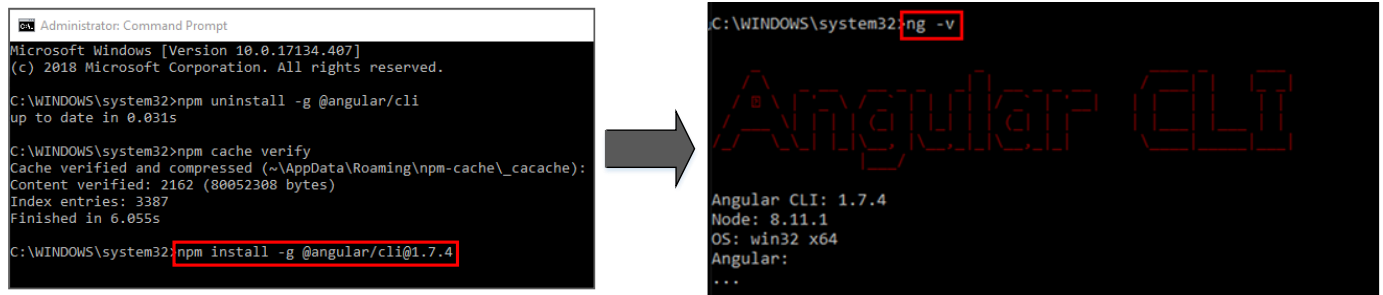 Administrator: Command Prompt
Microsoft Windows [Version 10.0.17134.407]
(c) 2018 Microsoft Corporation. All rights reserved.
C:\WINDOWS\system32>npm uninstall -g @angular/cli
up to date in 0.031s
C:\WINDOWS\system32>npm cache verify
Cache verified and compressed (~\AppData\Roaming\npm-cache\_cacache):
Content verified: 2162 (80052308 bytes)
Index entries: 3387
Finished in 6.055s
C:\WINDOWS\system32>npm install -g @angular/cli@1.7.4
C:\WINDOWS\system32>ng -v
Angular CLI
Angular CLI: 1.7.4
Node: 8.11.1
OS: win32 x64
Angular:
...